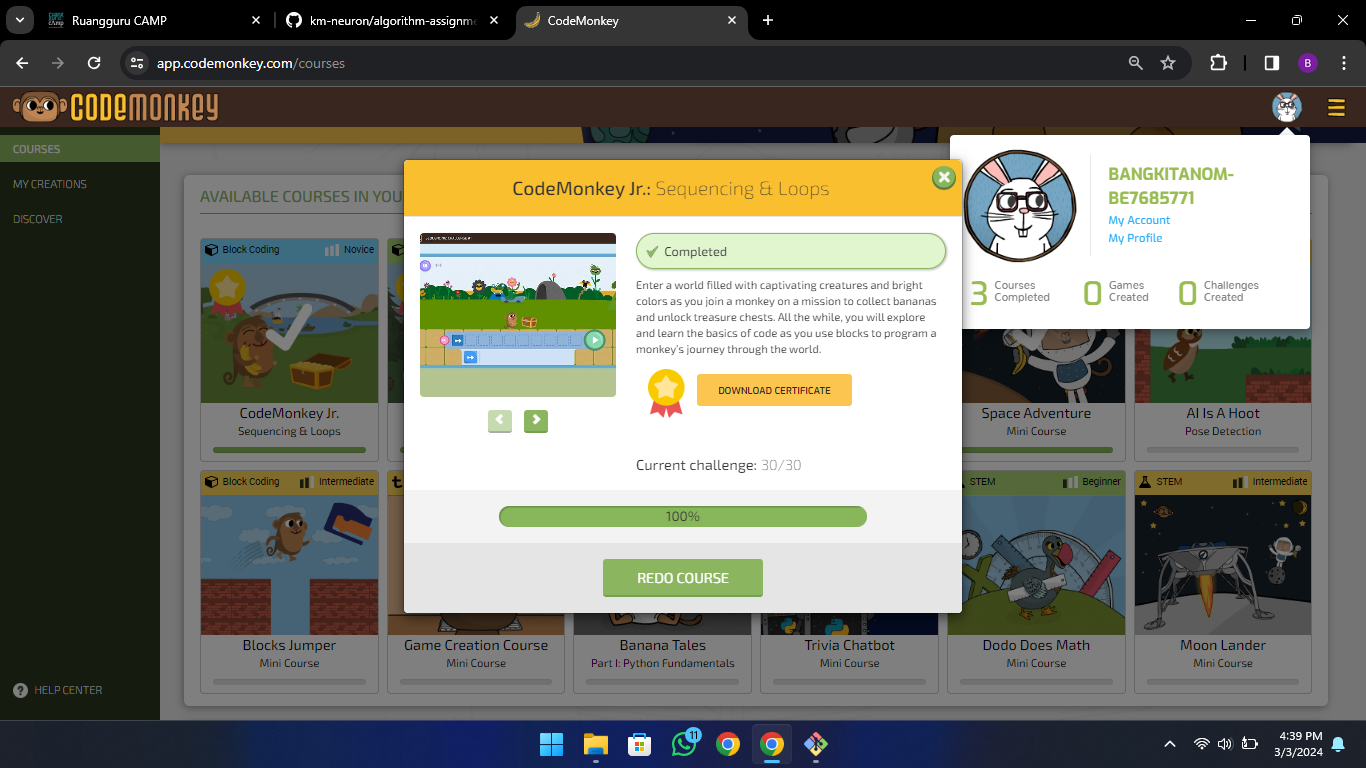 Ruangguru CAMP
km-neuron/algorithm-assignme
CodeMonkey
app.codemonkey.com/courses
B
CODEMONKEY
COURSES
MY CREATIONS
DISCOVER
HELP CENTER
AVAILABLE COURSES IN YOU
Block Coding
Novice
CodeMonkey Jr.
Sequencing & Loops
Space Adventure
Mini Course
AI Is A Hoot
Pose Detection
Block Coding
Intermediate
Blocks Jumper
Mini Course
Game Creation Course
Mini Course
Banana Tales
Part I: Python Fundamentals
Trivia Chatbot
Mini Course
STEM
Beginner
Dodo Does Math
Mini Course
STEM
Intermediate
Moon Lander
Mini Course
CodeMonkey Jr.: Sequencing & Loops
Completed
Enter a world filled with captivating creatures and bright
colors as you join a monkey on a mission to collect bananas
and unlock treasure chests. All the while, you will explore
and learn the basics of code as you use blocks to program a
monkey's journey through the world.
DOWNLOAD CERTIFICATE
Current challenge: 30/30
100%
REDO COURSE
BANGKITANOM-
BE7685771
My Account
My Profile
3 Courses Completed
0 Games Created
0 Challenges Created
11
4:39 PM
3/3/2024